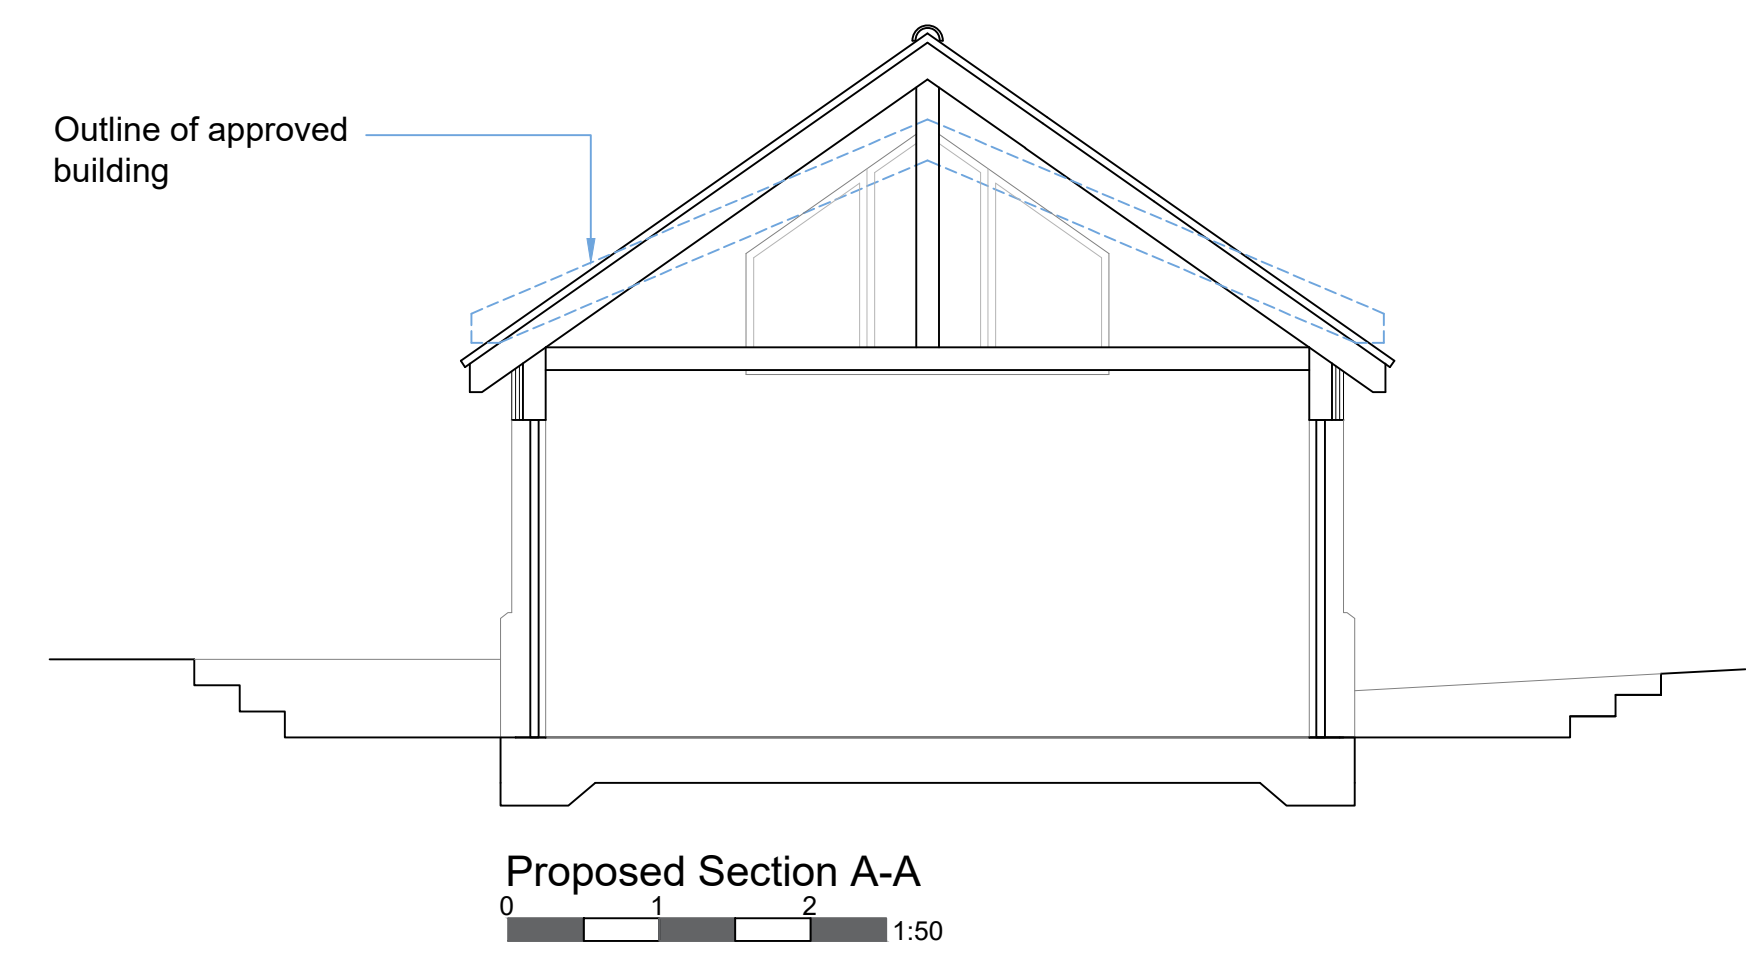 Outline of approved
building
Proposed Section A-A
0 1 2
1:50